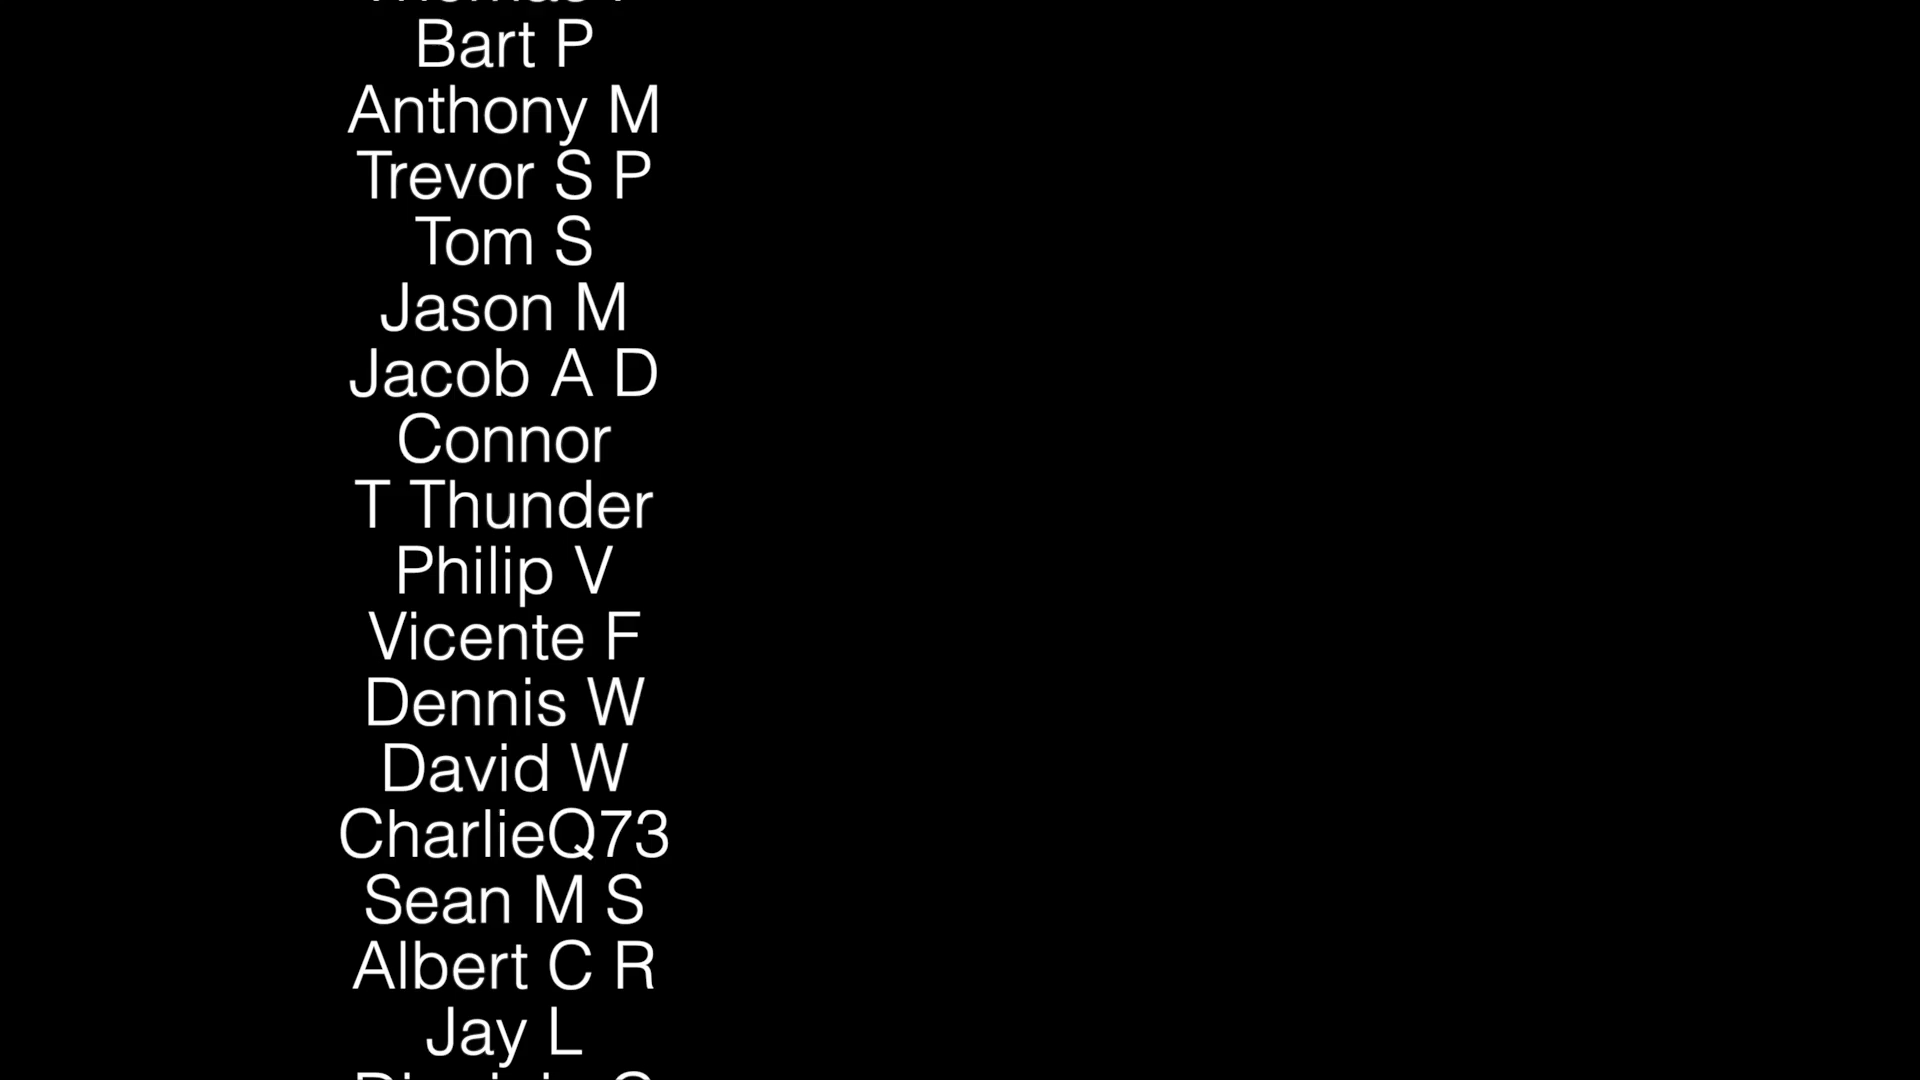 Bart P
Anthony M
Trevor S P
Tom S
Jason M
Jacob A D
Connor
T Thunder
Philip V
Vicente F
Dennis W
David W
CharlieQ73
Sean M S
Albert C R
Jay L